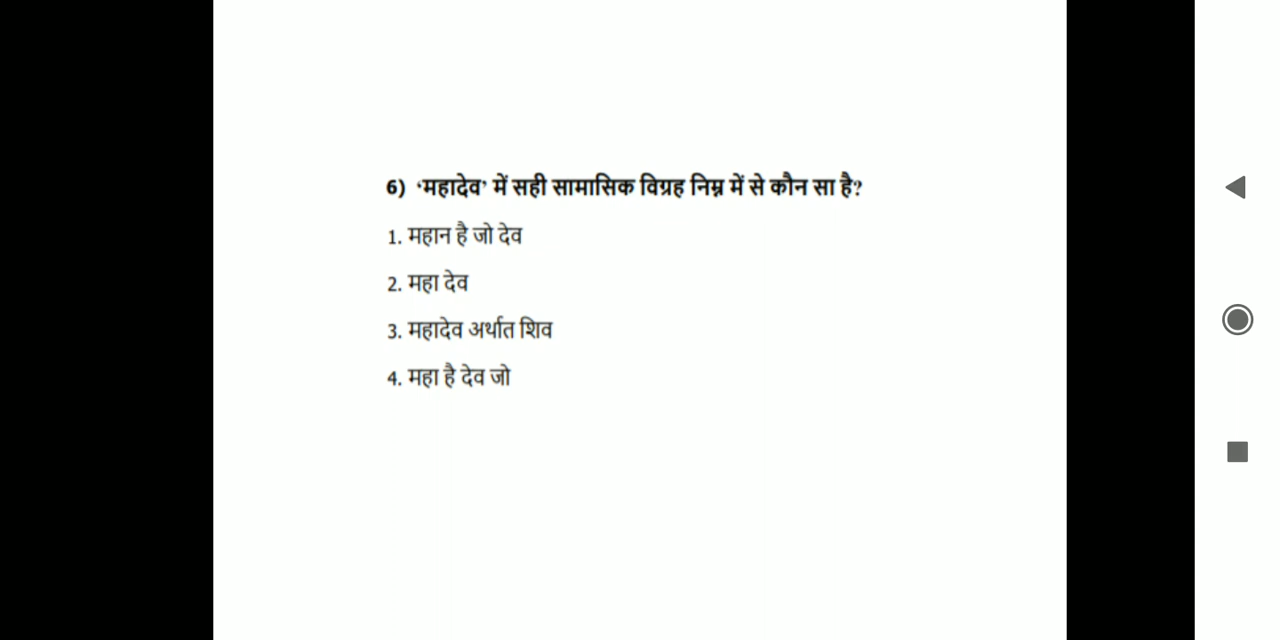 6) ‘महादेव’ में सही सामासिक विग्रह निम्न में से कौन सा है?
1. महान है जो देव
2. महा देव
3. महादेव अर्थात शिव
4. महा है देव जो